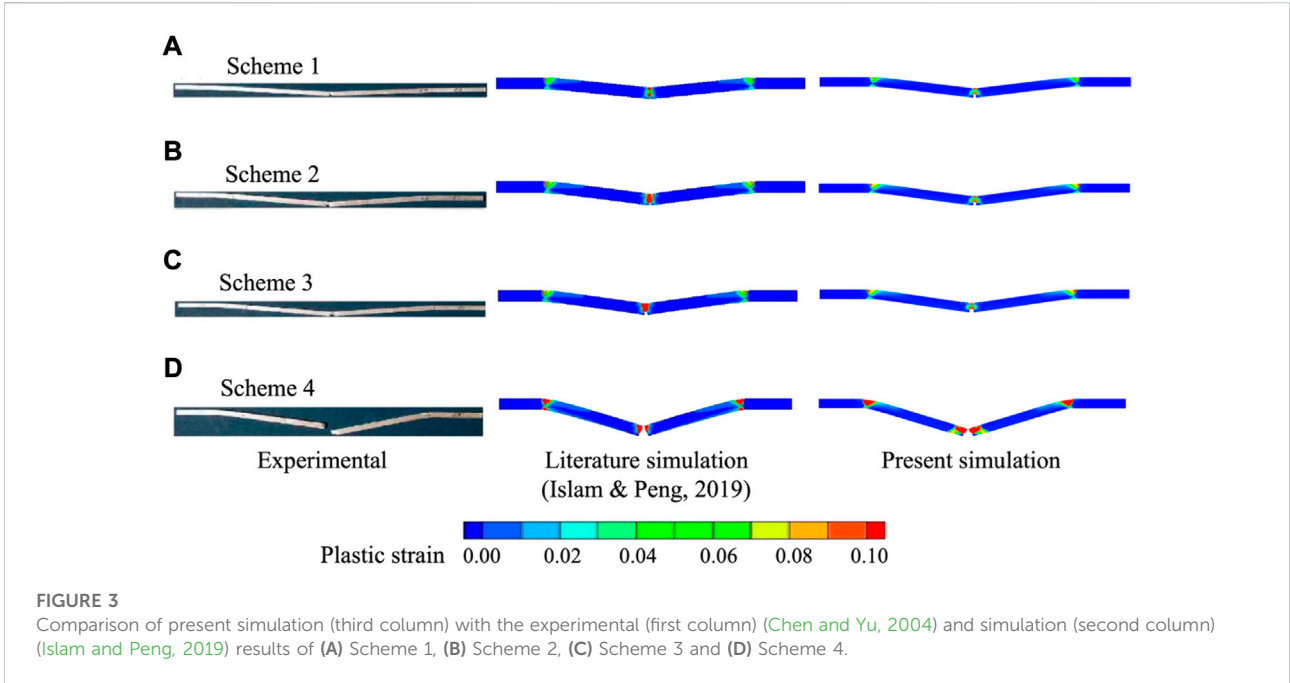 A
Scheme 1
B
Scheme 2
C
Scheme 3
D
Scheme 4
Experimental
Literature simulation
(Islam & Peng, 2019)
Present simulation
Plastic strain
0.00 0.02 0.04 0.06 0.08 0.10
FIGURE 3
Comparison of present simulation (third column) with the experimental (first column) (Chen and Yu, 2004) and simulation (second column)
(Islam and Peng, 2019) results of (A) Scheme 1, (B) Scheme 2, (C) Scheme 3 and (D) Scheme 4.